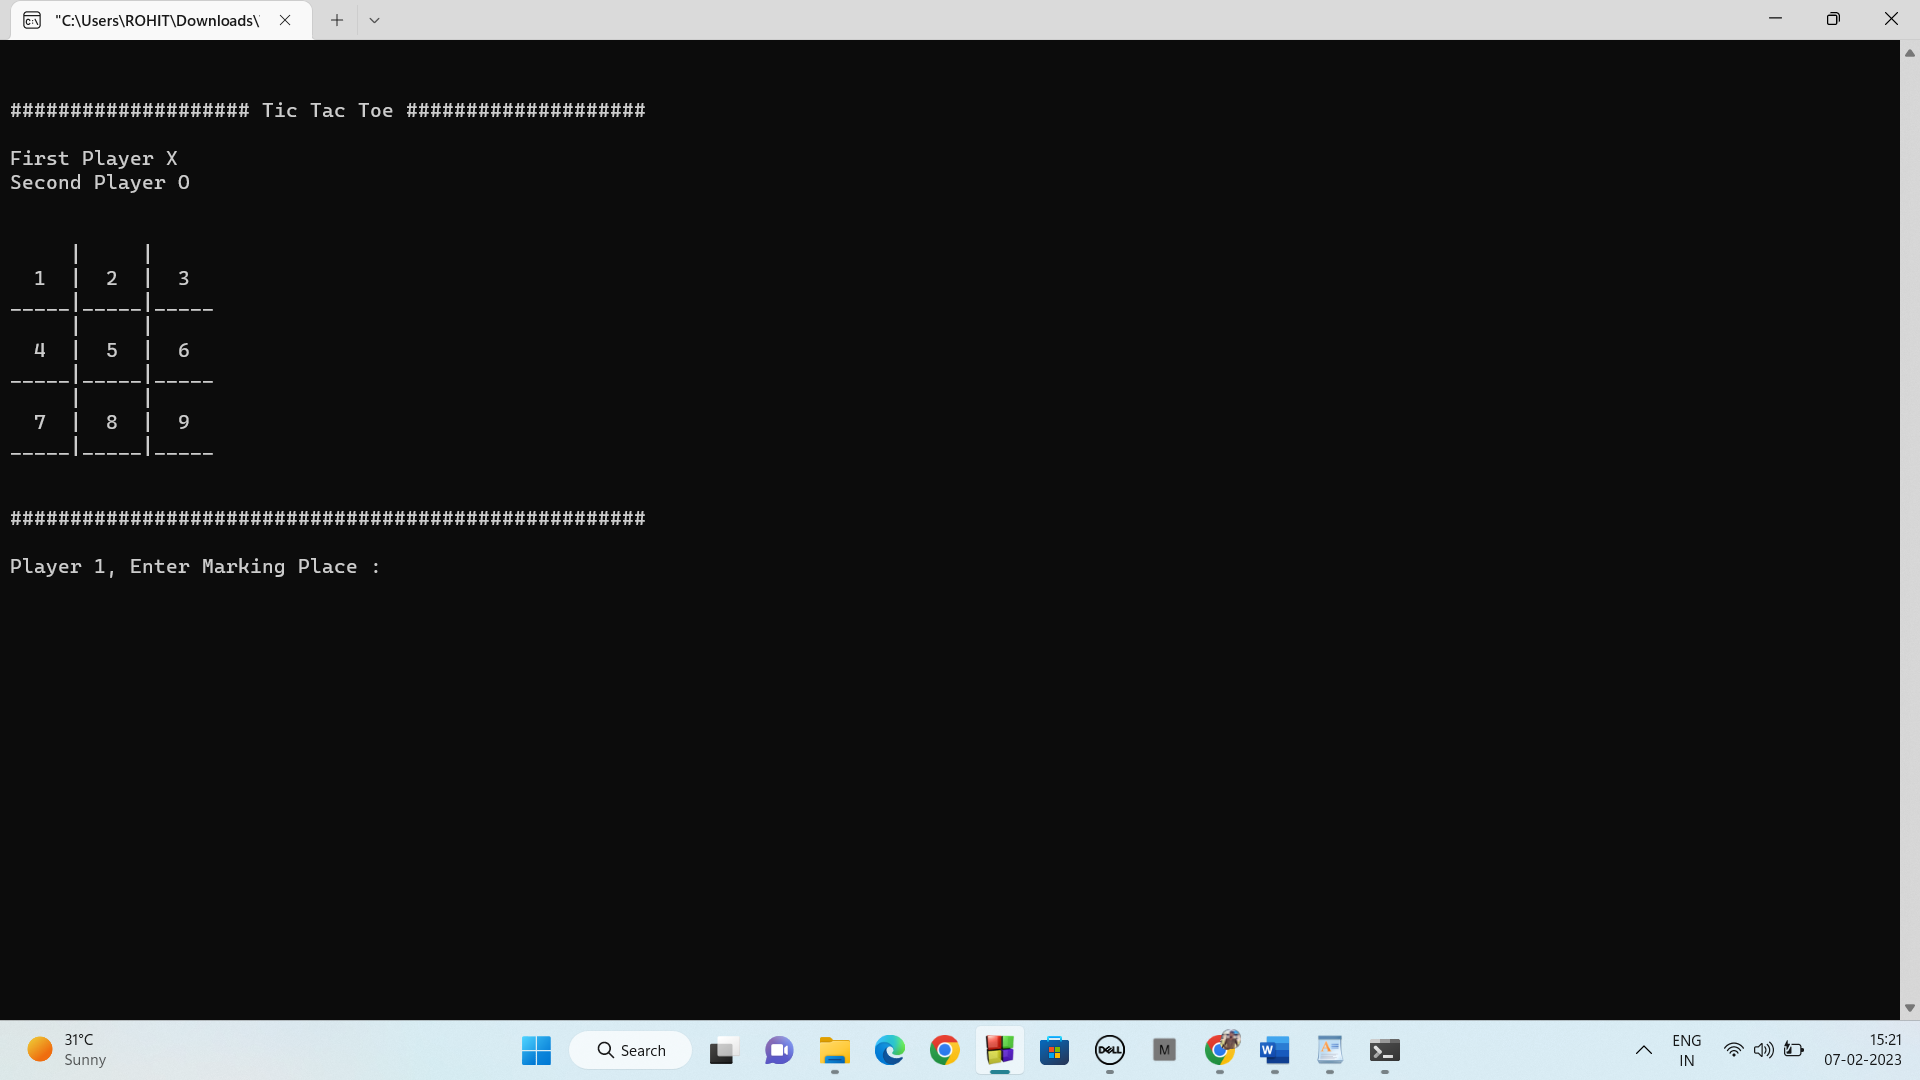 "C:\Users\ROHIT\Downloads\
#################### Tic Tac Toe ####################
First Player X
Second Player O
     |     |
  1  |  2  |  3
_____|_____|_____
     |     |
  4  |  5  |  6
_____|_____|_____
     |     |
  7  |  8  |  9
_____|_____|_____
#####################################################
Player 1, Enter Marking Place :
31°C
Sunny
Search
DELL
M
W
ENG
IN
15:21
07-02-2023